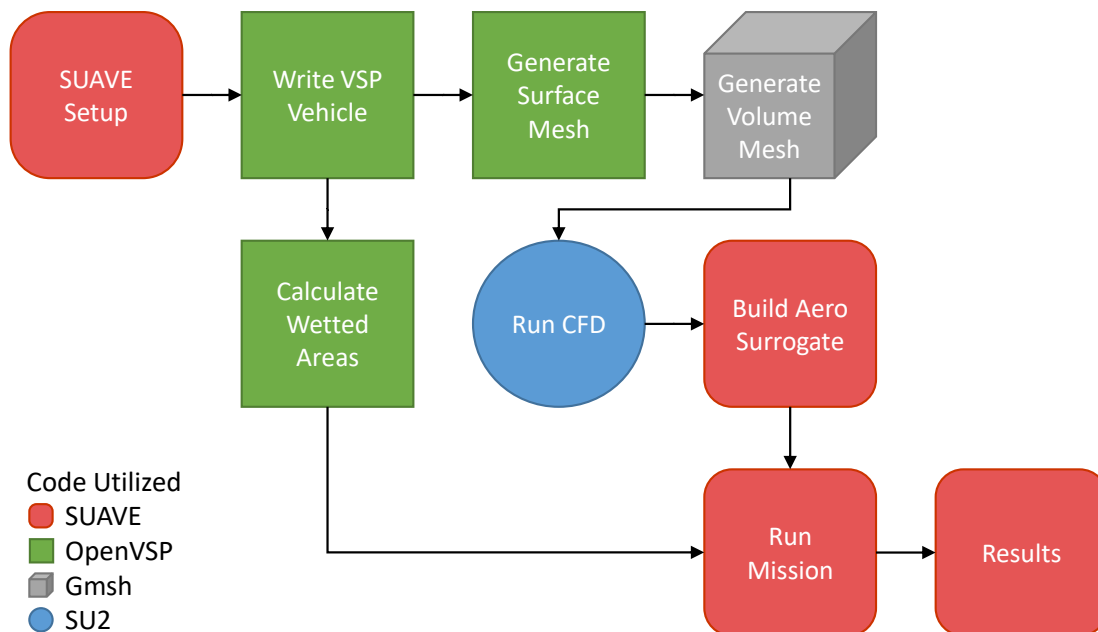 SUAVE
Setup
Write VSP
Vehicle
Generate
Surface
Mesh
Generate
Volume
Mesh
Calculate
Wetted
Areas
Run CFD
Build Aero
Surrogate
Run
Mission
Results
Code Utilized
SUAVE
OpenVSP
Gmsh
SU2